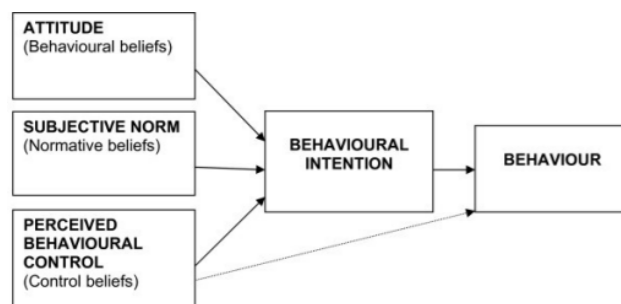 ATTITUDE
(Behavioural beliefs)
SUBJECTIVE NORM
(Normative beliefs)
PERCEIVED
BEHAVIOURAL
CONTROL
(Control beliefs)
BEHAVIOURAL
INTENTION
BEHAVIOUR